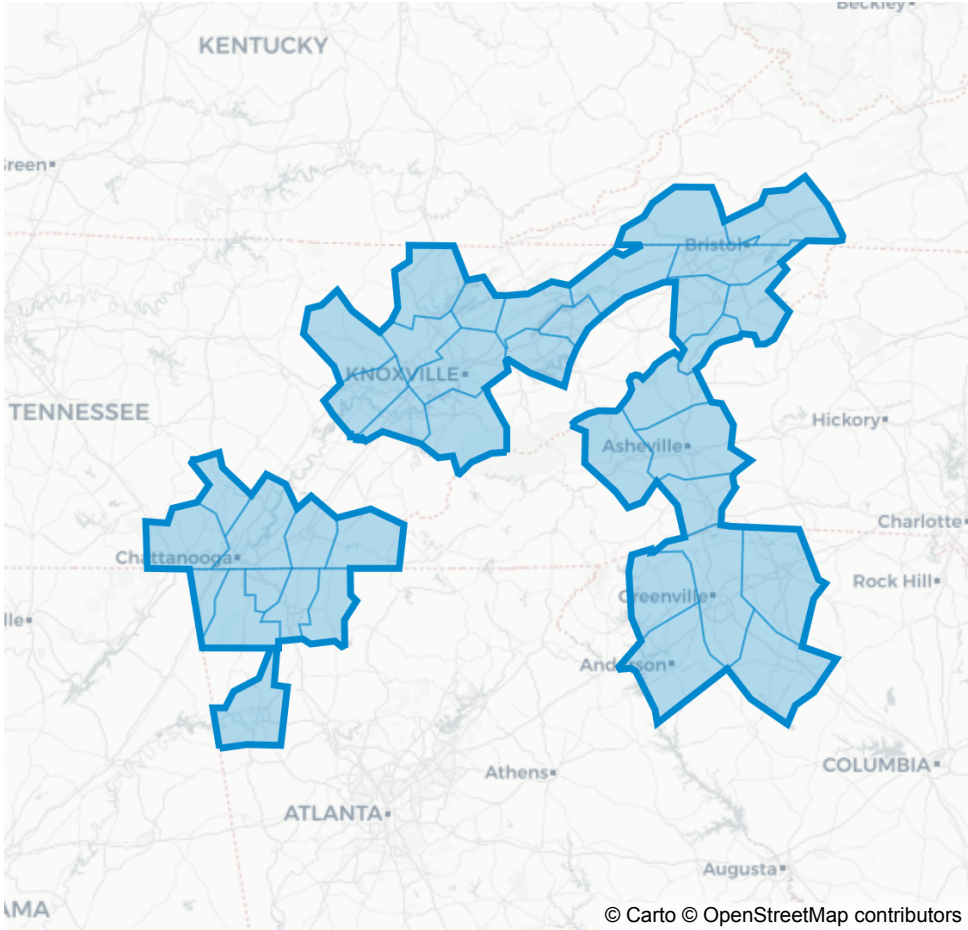 Beckley
KENTUCKY
reen
Bristol
KNOXVILLE
TENNESSEE
Hickory
Asheville
Charlotte
Chattanooga
Rock Hill
Greenville
lle
Anderson
COLUMBIA
Athens
ATLANTA
Augusta
AMA
© Carto © OpenStreetMap contributors